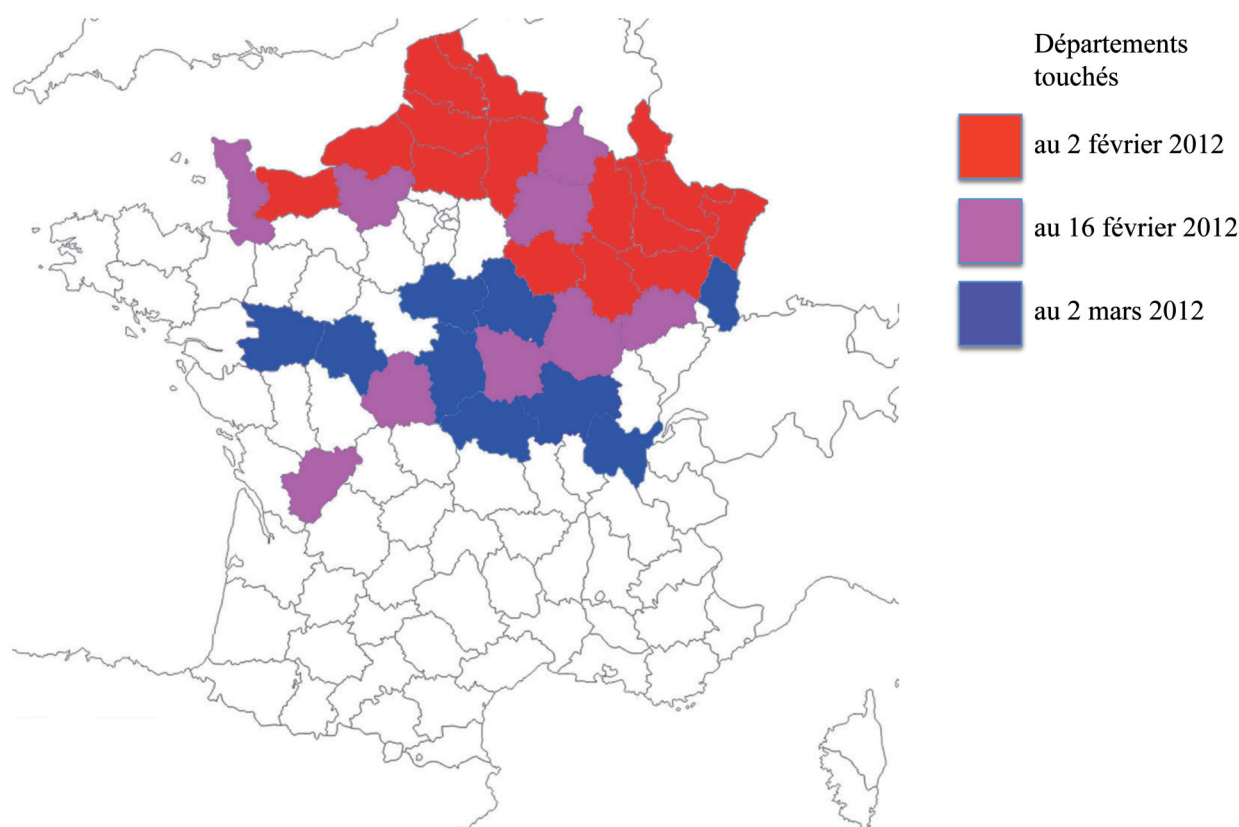 Départements
touchés
au 2 février 2012
au 16 février 2012
au 2 mars 2012